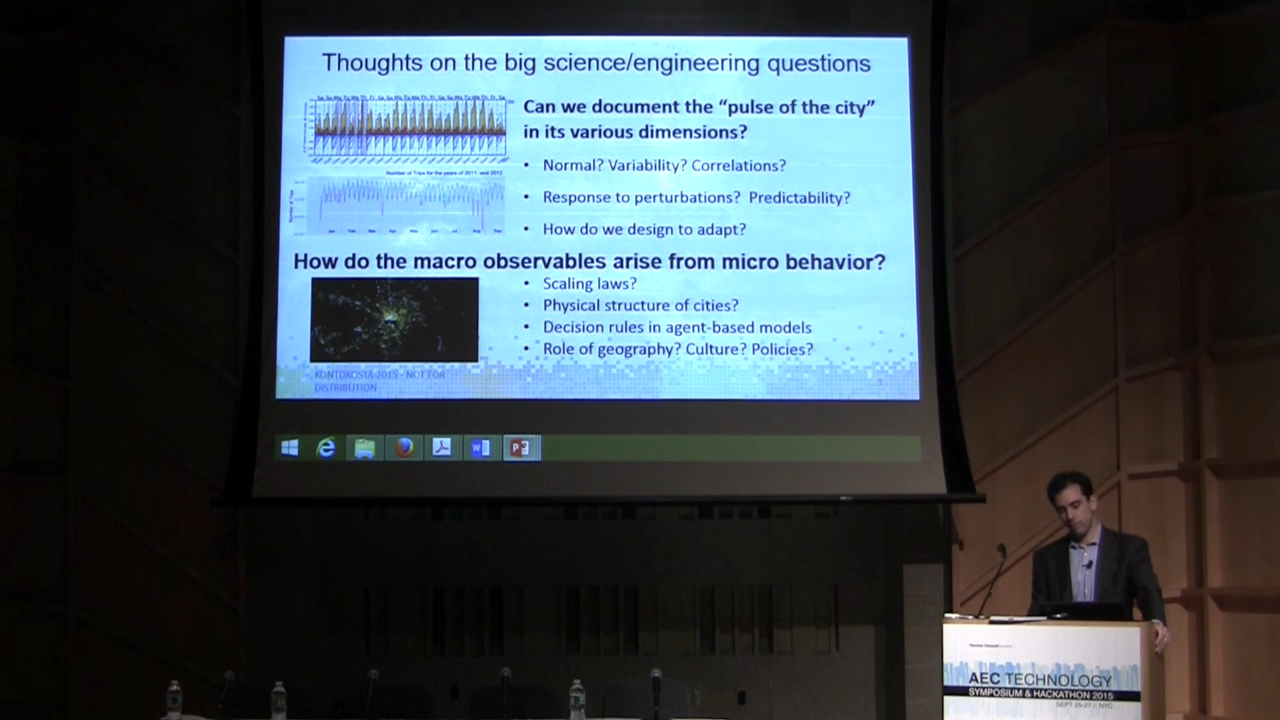 Thoughts on the big science/engineering questions
Can we document the “pulse of the city”
in its various dimensions?
• Normal? Variability? Correlations?
Number of Trips for the years of 2011, and 2012
• Response to perturbations? Predictability?
• How do we design to adapt?
How do the macro observables arise from micro behavior?
• Scaling laws?
• Physical structure of cities?
• Decision rules in agent-based models
• Role of geography? Culture? Policies?
KONTOKOSTA 2015 - NOT FOR
DISTRIBUTION
AEC TECHNOLOGY
SYMPOSIUM & HACKATHON 2015
SEPT 25-27 // NYC